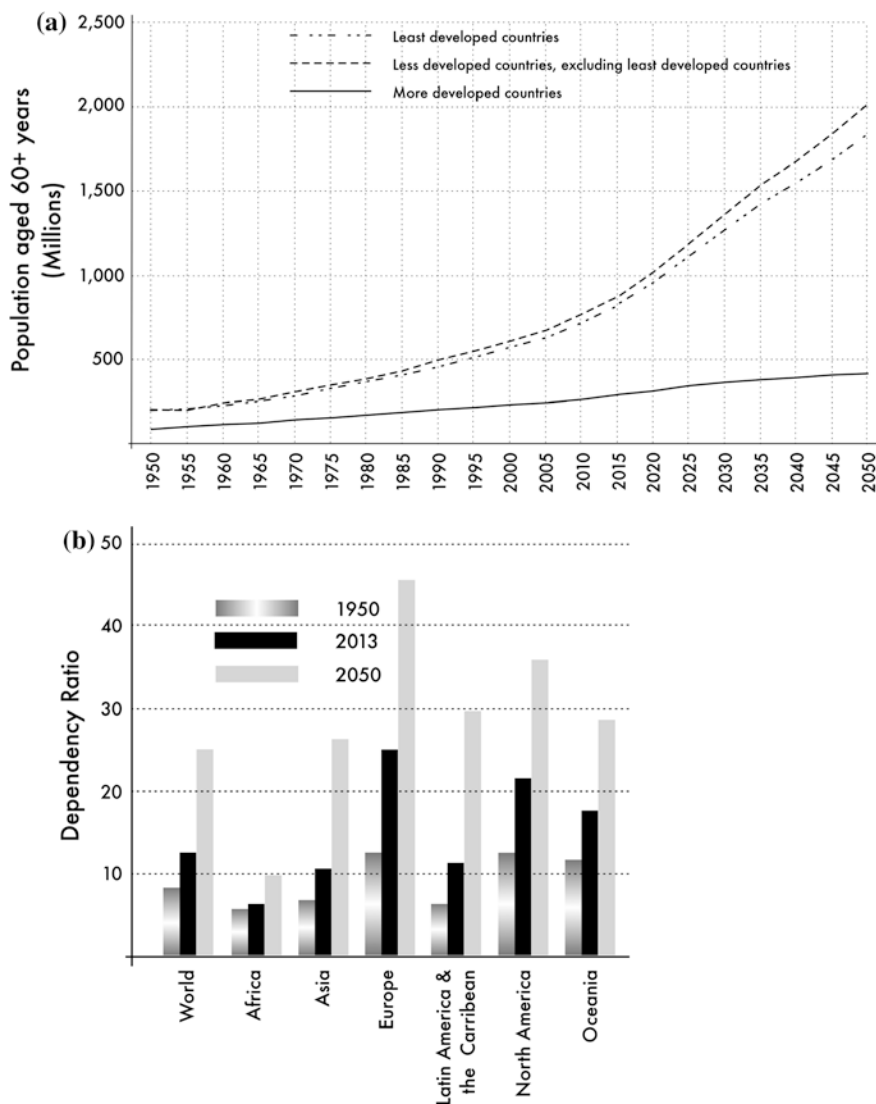 (a)
2,500
2,000
1,500
1,000
500
Population aged 60+ years
(Millions)
Least developed countries
Less developed countries, excluding least developed countries
More developed countries
1950
1955
1960
1965
1970
1975
1980
1985
1990
1995
2000
2005
2010
2015
2020
2025
2030
2035
2040
2045
2050
(b)
50
40
30
20
10
Dependency Ratio
1950
2013
2050
World
Africa
Asia
Europe
Latin America &
the Carribean
North America
Oceania